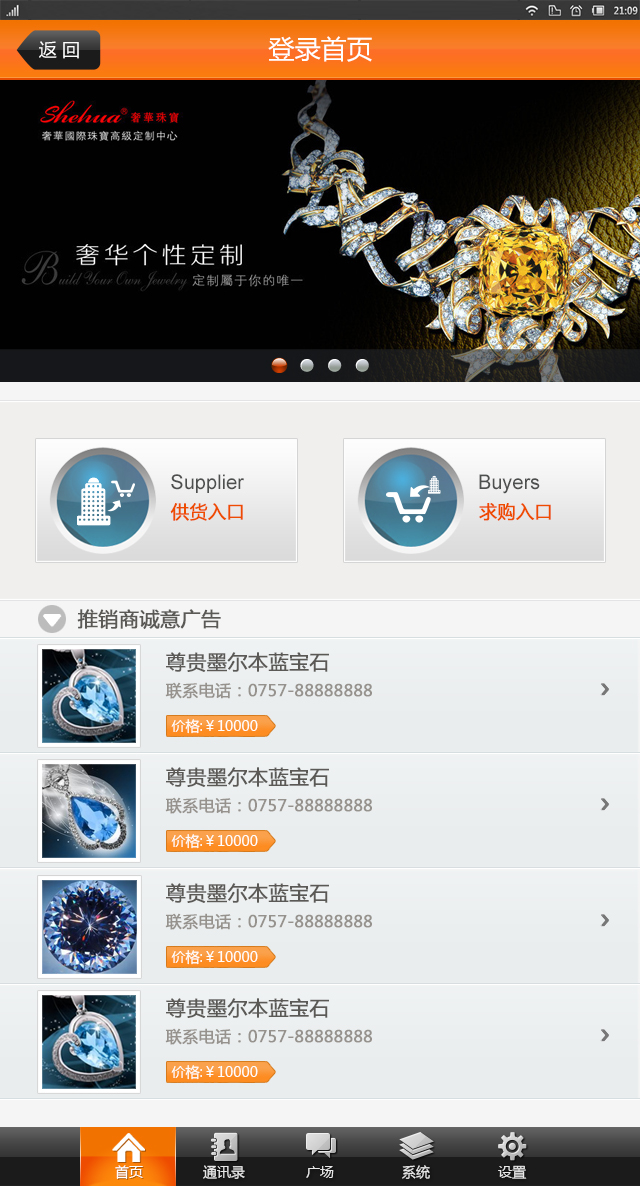 21:09
返回
登录首页
Shehua® 奢華珠寶
奢華國際珠寶高級定制中心
奢华个性定制
Build Your Own Jewelry 定制屬于你的唯一
Supplier
供货入口
Buyers
求购入口
推销商诚意广告
尊贵墨尔本蓝宝石
联系电话：0757-88888888
价格:￥10000
尊贵墨尔本蓝宝石
联系电话：0757-88888888
价格:￥10000
尊贵墨尔本蓝宝石
联系电话：0757-88888888
价格:￥10000
尊贵墨尔本蓝宝石
联系电话：0757-88888888
价格:￥10000
首页
通讯录
广场
系统
设置